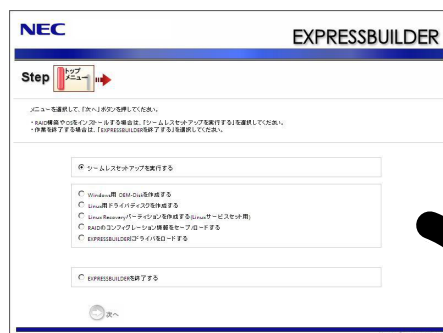 NEC
EXPRESSBUILDER
Step トップメニュー
メニューを選択して、「次へ」ボタンを押してください。
・RAID構築やOSをインストールする場合は、「シームレスセットアップを実行する」を選択してください。
・作業を終了する場合は、「EXPRESSBUILDERを終了する」を選択してください。
シームレスセットアップを実行する
Windows用 OEM-Diskを作成する
Linux用ドライバディスクを作成する
Linux Recoveryパーティションを作成する(Linuxサービスセット用)
RAIDのコンフィグレーション情報をセーブ/ロードする
EXPRESSBUILDERにドライバをロードする
EXPRESSBUILDERを終了する
次へ